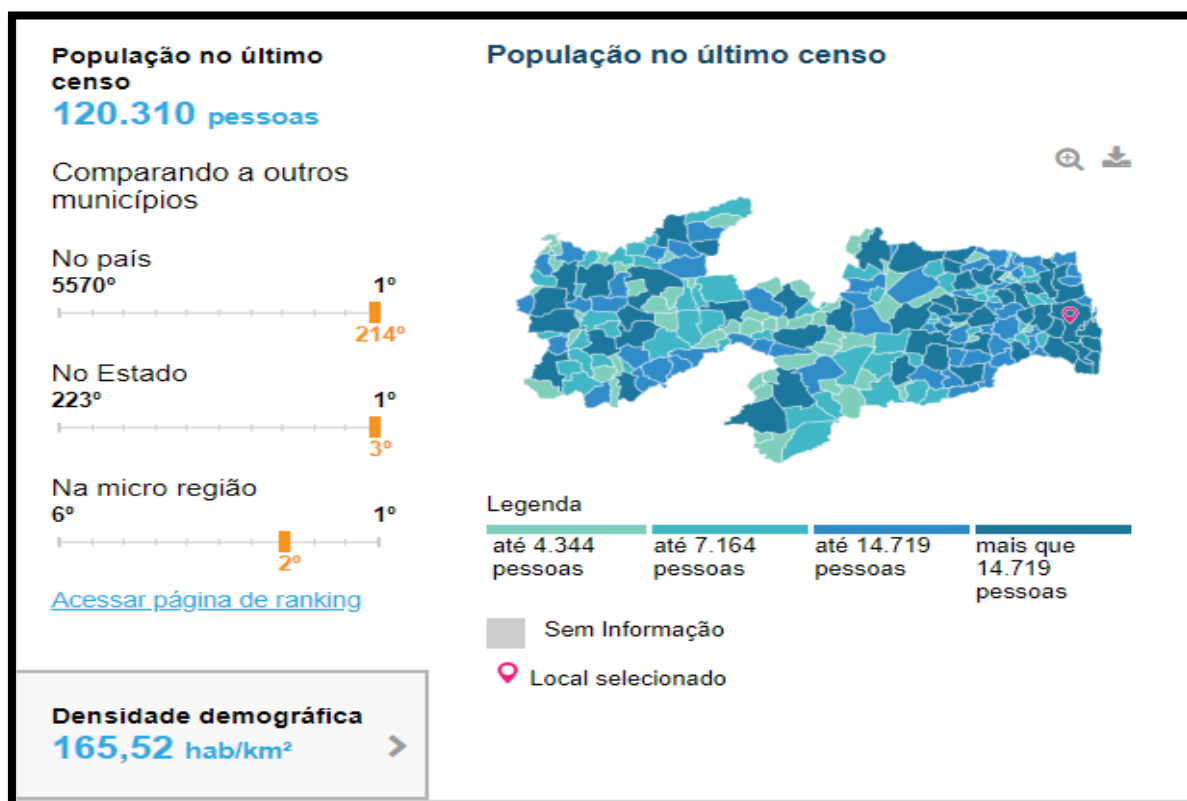 População no último
censo
120.310 pessoas
Comparando a outros
municípios
No país
5570º 1º
214º
No Estado
223º 1º
3º
Na micro região
6º 1º
2º
Acessar página de ranking
Densidade demográfica
165,52 hab/km²
População no último censo
Legenda
até 4.344
pessoas
até 7.164
pessoas
até 14.719
pessoas
mais que
14.719
pessoas
Sem Informação
Local selecionado